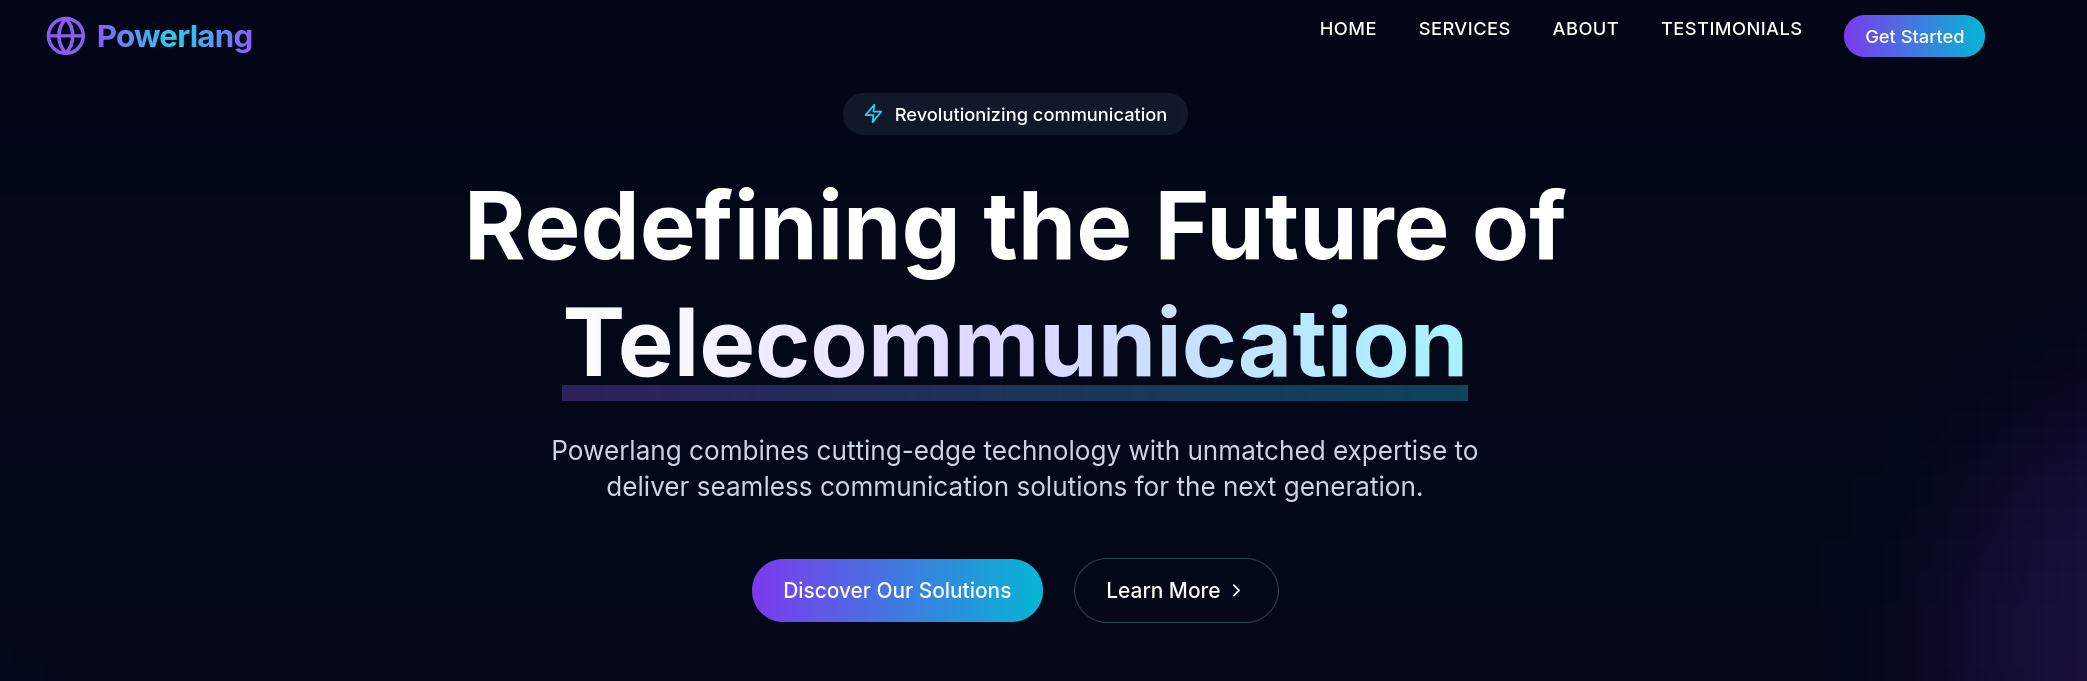 Powerlang
HOME SERVICES ABOUT TESTIMONIALS Get Started
Revolutionizing communication
Redefining the Future of
Telecommunication
Powerlang combines cutting-edge technology with unmatched expertise to
deliver seamless communication solutions for the next generation.
Discover Our Solutions Learn More